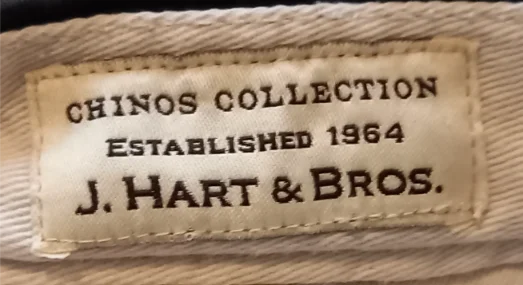 CHINOS COLLECTION
ESTABLISHED 1964
J. HART & BROS.